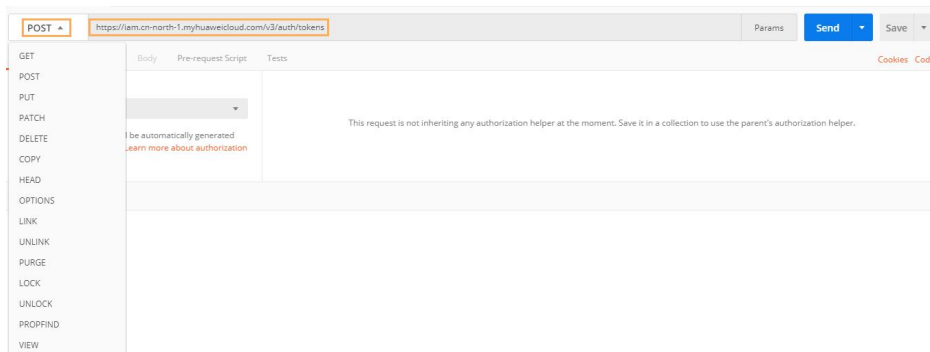 POST https://iam.cn-north-1.myhuaweicloud.com/v3/auth/tokens Params Send Save
GET Body Pre-request Script Tests Cookies Cod
POST
PUT
PATCH
This request is not inheriting any authorization helper at the moment. Save it in a collection to use the parent's authorization helper.
DELETE l be automatically generated
Learn more about authorization
COPY
HEAD
OPTIONS
LINK
UNLINK
PURGE
LOCK
UNLOCK
PROPFIND
VIEW